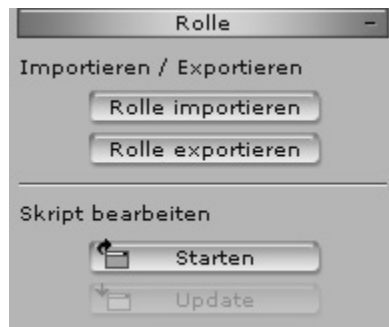 Rolle -
Importieren / Exportieren
Rolle importieren
Rolle exportieren
Skript bearbeiten
Starten
Update